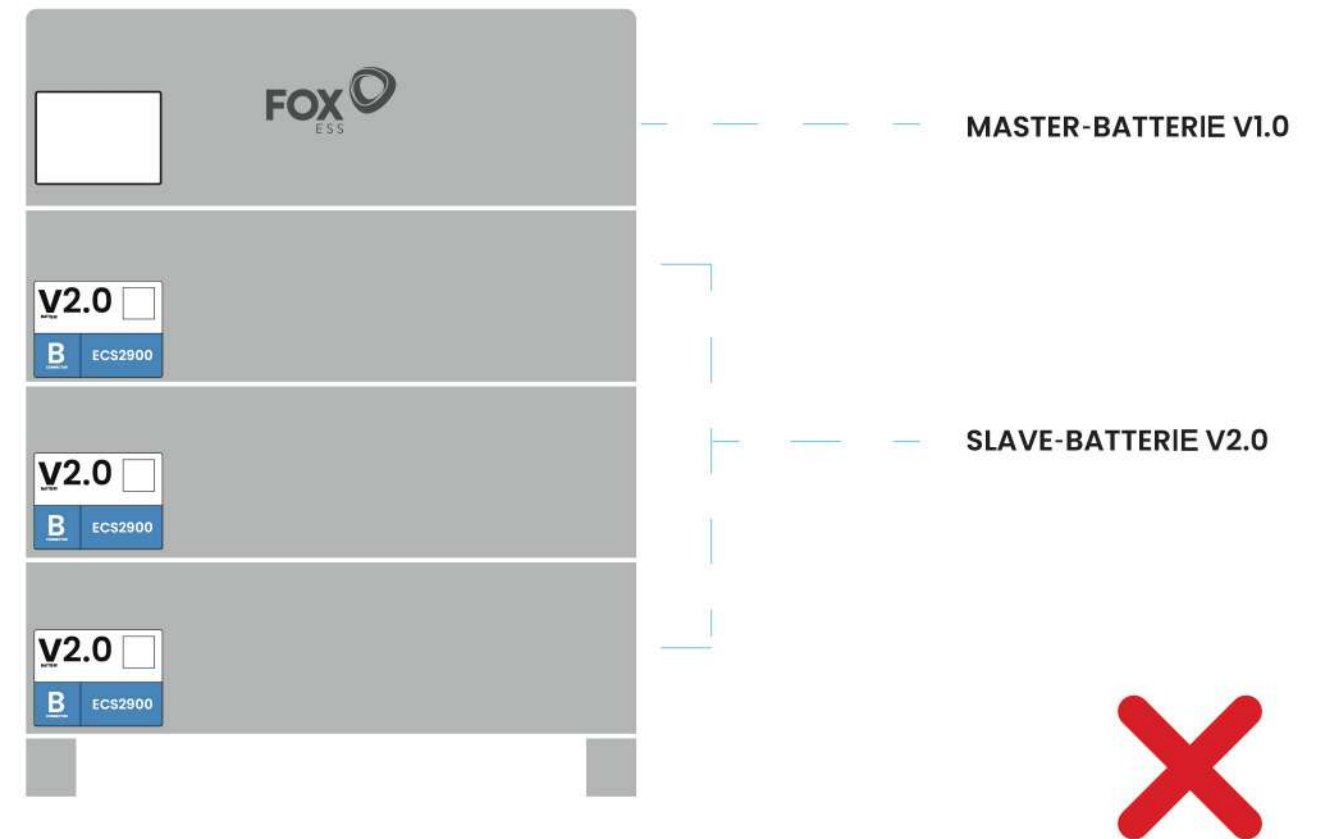 FOX
ESS
MASTER-BATTERIE V1.0
V2.0
B ECS2900
V2.0
B ECS2900
SLAVE-BATTERIE V2.0
V2.0
B ECS2900